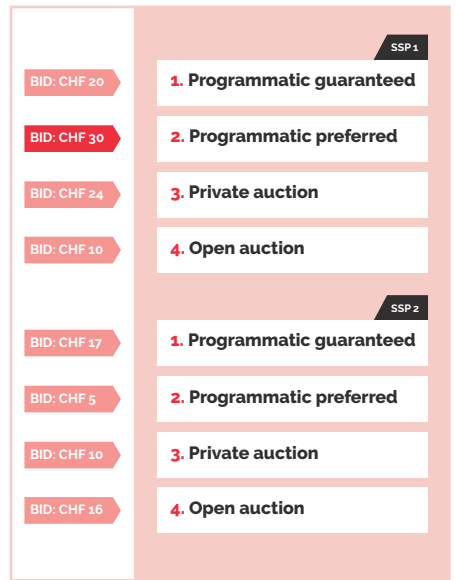 SSP 1
BID: CHF 20
1. Programmatic guaranteed
BID: CHF 30
2. Programmatic preferred
BID: CHF 24
3. Private auction
BID: CHF 10
4. Open auction
SSP 2
BID: CHF 17
1. Programmatic guaranteed
BID: CHF 5
2. Programmatic preferred
BID: CHF 10
3. Private auction
BID: CHF 16
4. Open auction